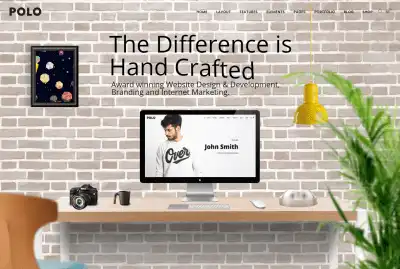 POLO
HOME LAYOUT FEATURES ELEMENTS PAGES PORTFOLIO BLOG SHOP
The Difference is
Hand Crafted
Award winning Website Design & Development,
Branding and Internet Marketing.
POLO
John Smith
Over